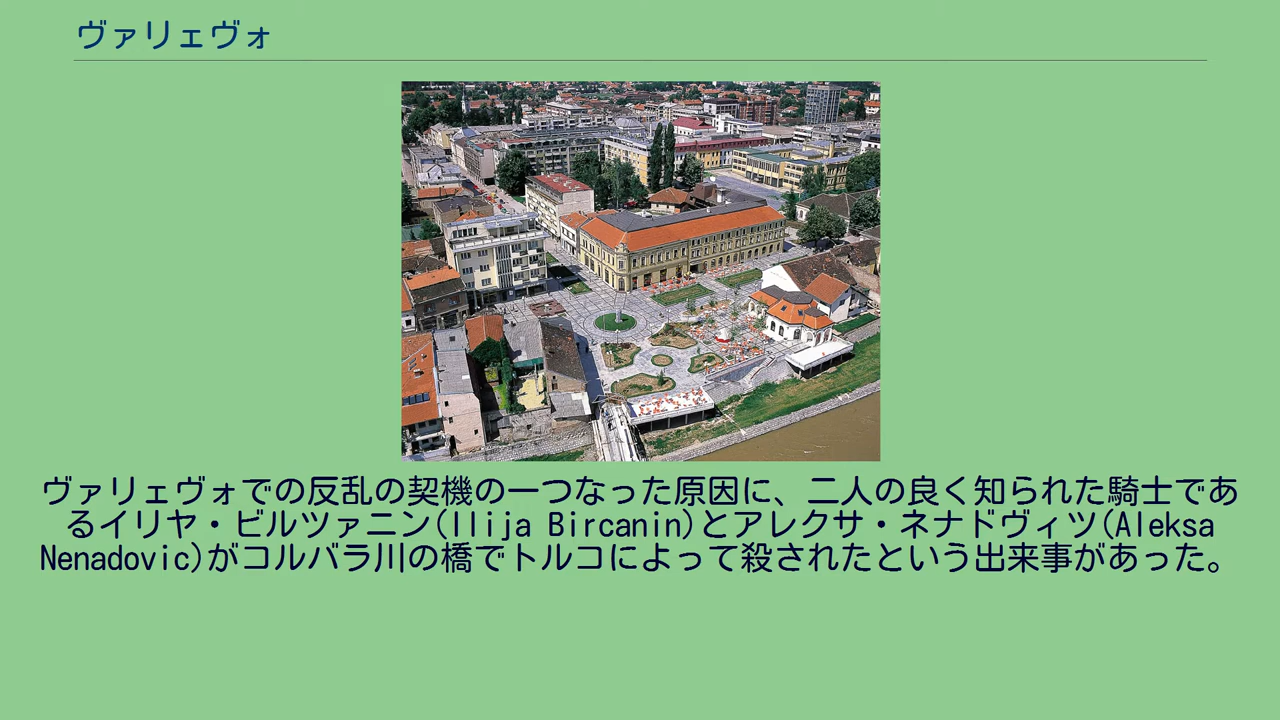 ヴァリェヴォ
ヴァリェヴォでの反乱の契機の一つなった原因に、二人の良く知られた騎士であ
るイリヤ・ビルツァニン(Ilija Bircanin)とアレクサ・ネナドヴィツ(Aleksa
Nenadovic)がコルバラ川の橋でトルコによって殺されたという出来事があった。